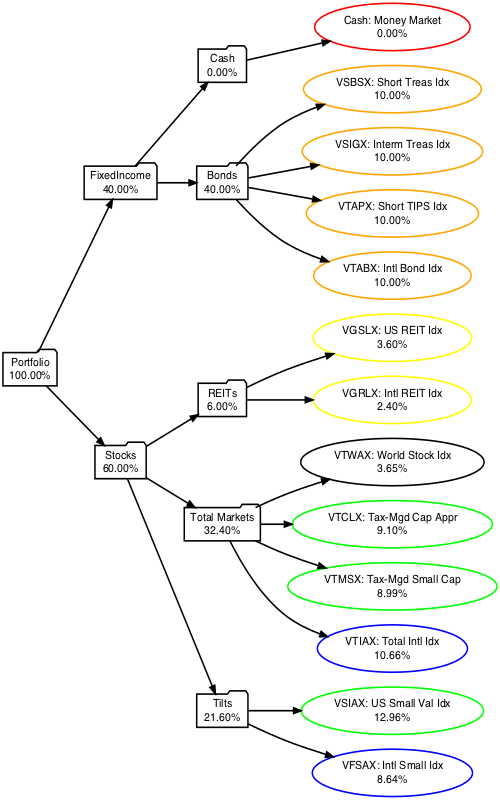 Cash: Money Market
0.00%
Cash
0.00%
VSBSX: Short Treas Idx
10.00%
VSIGX: Interm Treas Idx
10.00%
FixedIncome
40.00%
Bonds
40.00%
VTAPX: Short TIPS Idx
10.00%
VTABX: Intl Bond Idx
10.00%
VGSLX: US REIT Idx
3.60%
Portfolio
100.00%
REITs
6.00%
VGRLX: Intl REIT Idx
2.40%
Stocks
60.00%
VTWAX: World Stock Idx
3.65%
Total Markets
32.40%
VTCLX: Tax-Mgd Cap Appr
9.10%
VTMSX: Tax-Mgd Small Cap
8.99%
VTIAX: Total Intl Idx
10.66%
Tilts
21.60%
VSIAX: US Small Val Idx
12.96%
VFSAX: Intl Small Idx
8.64%